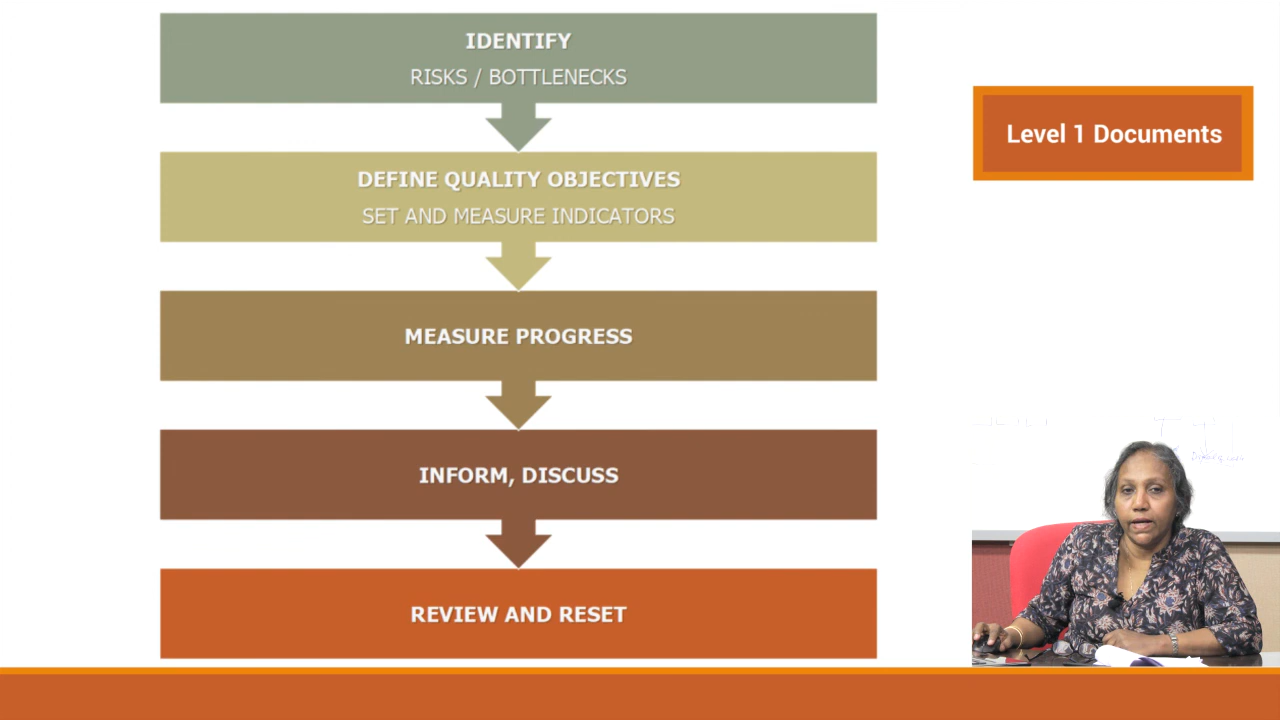 IDENTIFY
RISKS / BOTTLENECKS
DEFINE QUALITY OBJECTIVES
SET AND MEASURE INDICATORS
MEASURE PROGRESS
INFORM, DISCUSS
REVIEW AND RESET
Level 1 Documents